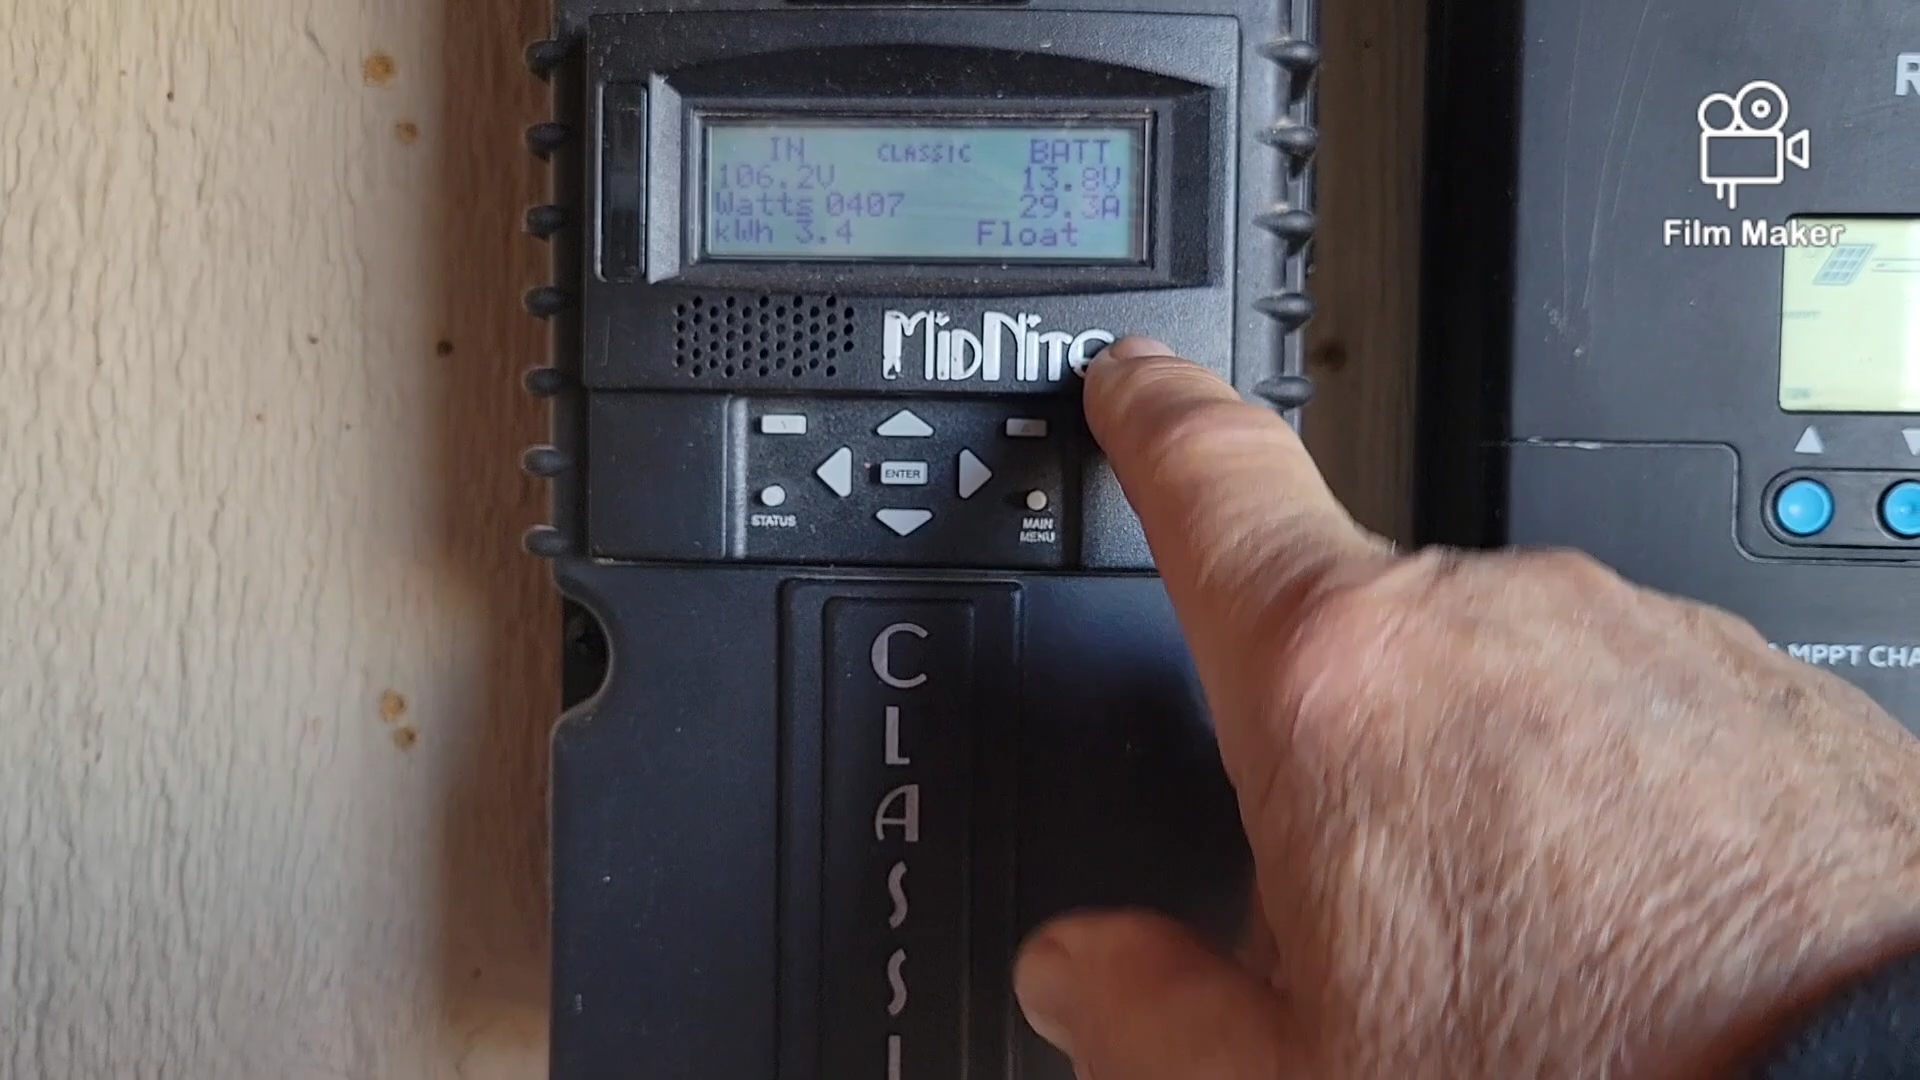 IN CLASSIC BATT
106.2V 13.8V
Watts 0407 29.3A
kWh 3.4 Float
MidNite
ENTER
STATUS
MAIN
MENU
CLASSI
R
Film Maker
MPPT CHA